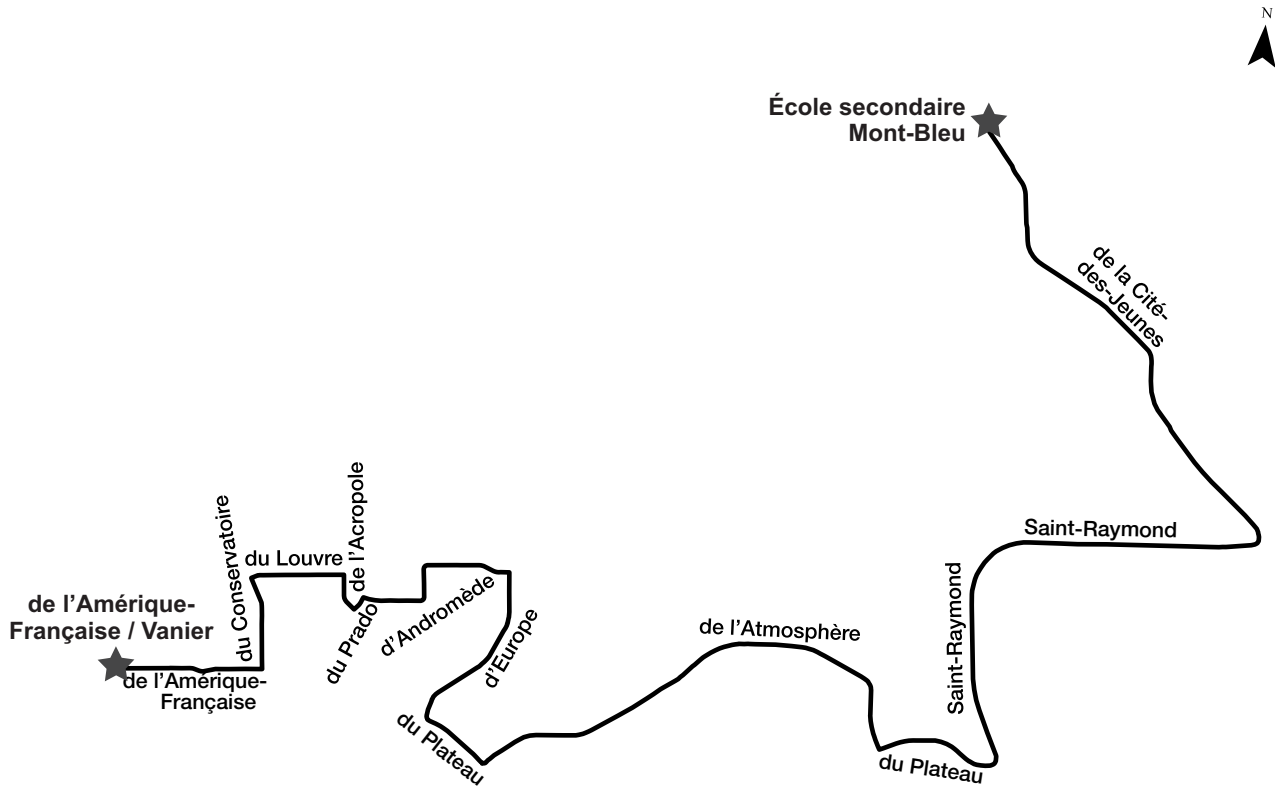 N
École secondaire
Mont-Bleu
de la Cité-
des-Jeunes
Saint-Raymond
Saint-Raymond
du Conservatoire
du Louvre
de l'Acropole
du Prado
d'Andromède
d'Europe
de l'Amérique-
Française / Vanier
de l'Amérique-
Française
de l'Atmosphère
du Plateau
du Plateau